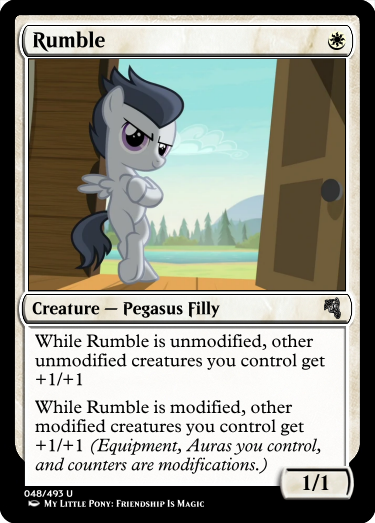 Rumble
Creature — Pegasus Filly
While Rumble is unmodified, other
unmodified creatures you control get
+1/+1
While Rumble is modified, other
modified creatures you control get
+1/+1 (Equipment, Auras you control,
and counters are modifications.)
1/1
048/493 U
My Little Pony: Friendship Is Magic